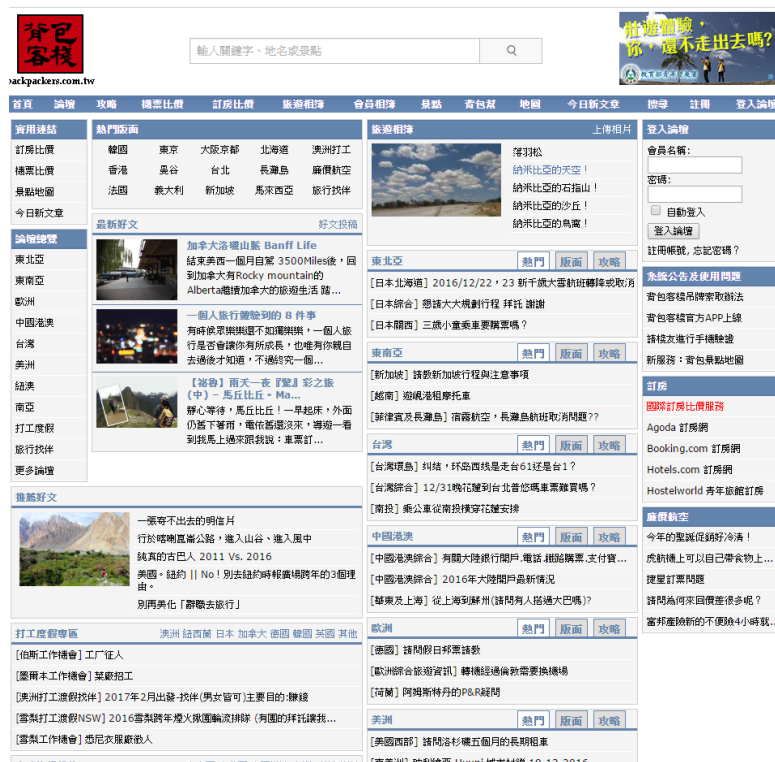 背包
客棧
backpackers.com.tw
輸入關鍵字、地名或景點
壯遊體驗，
你，還不走出去嗎?
教育部青年發展署
首頁 論壇 攻略 機票比價 訂房比價 旅遊相簿 會員相簿 景點 背包幫 地圖 今日新文章 搜尋 註冊 登入論壇
實用連結
訂房比價
機票比價
景點地圖
今日新文章
論壇總覽
東北亞
東南亞
歐洲
中國港澳
台灣
美洲
紐澳
南亞
打工度假
旅行找伴
更多論壇
熱門版面
韓國 東京 大阪京都 北海道 澳洲打工
香港 曼谷 台北 長灘島 廉價航空
法國 義大利 新加坡 馬來西亞 旅行找伴
最新好文 好文投稿
加拿大洛磯山脈 Banff Life
結束美西一個月自駕 3500Miles後，回
到加拿大有Rocky mountain的
Alberta繼續加拿大的旅遊生活 踏...
一個人旅行體驗到的 8 件事
有時候眾樂樂還不如獨樂樂，一個人旅
行是否會讓你有所成長，也唯有你親自
去過後才知道，不過終究一個...
【祕魯】雨天一夜『驚』彩之旅
(中) – 馬丘比丘‧Ma...
靜心等待，馬丘比丘！一早起床，外面
仍舊下著雨，電依舊還沒來，導遊一看
到我馬上過來跟我說：車票訂...
推薦好文
一張寄不出去的明信片
行於喀喇崑崙公路，進入山谷、進入風中
純真的古巴人 2011 Vs. 2016
美國。紐約 || No！別去紐約時報廣場跨年的3個理
由。
別再美化「辭職去旅行」
打工度假專區 澳洲 紐西蘭 日本 加拿大 德國 韓國 英國 其他
[伯斯工作機會] 工厂征人
[墨爾本工作機會] 菜廠招工
[澳洲打工渡假找伴] 2017年2月出發-找伴(男女皆可)主要目的:賺錢
[雪梨打工渡假NSW] 2016雪梨跨年煙火揪團輪流排隊 (有團的拜託讓我...
[雪梨工作機會] 悉尼衣服廠徵人
旅遊相簿 上傳相片
落羽松
納米比亞的天空！
納米比亞的石指山！
納米比亞的沙丘！
納米比亞的鳥窩！
東北亞 熱門 版面 攻略
[日本北海道] 2016/12/22，23 新千歲大雪航班轉降或取消
[日本綜合] 懇請大大規劃行程 拜託 謝謝
[日本關西] 三歲小童乘車要購票嗎？
東南亞 熱門 版面 攻略
[新加坡] 請教新加坡行程與注意事項
[越南] 遊峴港租摩托車
[菲律賓及長灘島] 宿霧航空，長灘島航班取消問題??
台灣 熱門 版面 攻略
[台灣環島] 纠结，环岛西线是走台61还是台1？
[台灣綜合] 12/31晚花蓮到台北普悠瑪車票難買嗎？
[南投] 乘公車從南投橫穿花蓮安排
中國港澳 熱門 版面 攻略
[中國港澳綜合] 有關大陸銀行開戶.電話.鐵路購票.支付寶...
[中國港澳綜合] 2016年大陸開戶最新情況
[華東及上海] 從上海到蘇州(請問有人搭過大巴嗎)?
歐洲 熱門 版面 攻略
[德國] 請問假日郵票請教
[歐洲綜合旅遊資訊] 轉機經過倫敦需要換機場
[荷蘭] 阿姆斯特丹的P&R疑問
美洲 熱門 版面 攻略
[美國西部] 請問洛杉磯五個月的長期租車
登入論壇
會員名稱:
密碼:
自動登入
登入論壇
註冊帳號, 忘記密碼？
系統公告及使用問題
背包客棧吊牌索取辦法
背包客棧官方APP上線
請棧友進行手機驗證
新服務：背包景點地圖
訂房
國際訂房比價服務
Agoda 訂房網
Booking.com 訂房網
Hotels.com 訂房網
Hostelworld 青年旅館訂房
廉價航空
今年的聖誕促銷好冷清！
虎航機上可以自己帶食物上...
捷星訂票問題
請問為何來回價差很多呢？
富邦產險新的不便險4小時就...